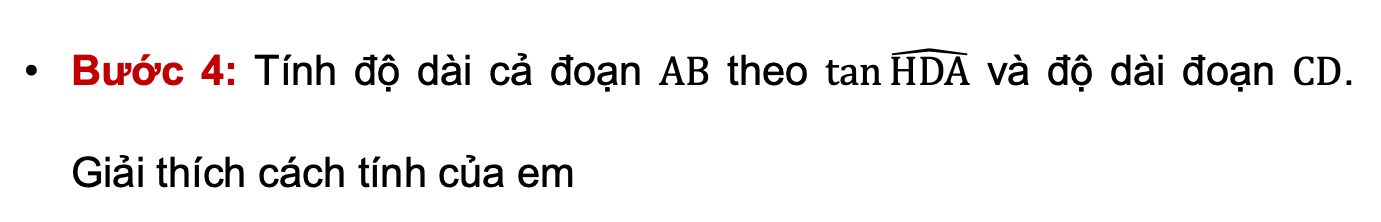 • Bước 4: Tính độ dài cả đoạn AB theo tan HDA và độ dài đoạn CD.
Giải thích cách tính của em